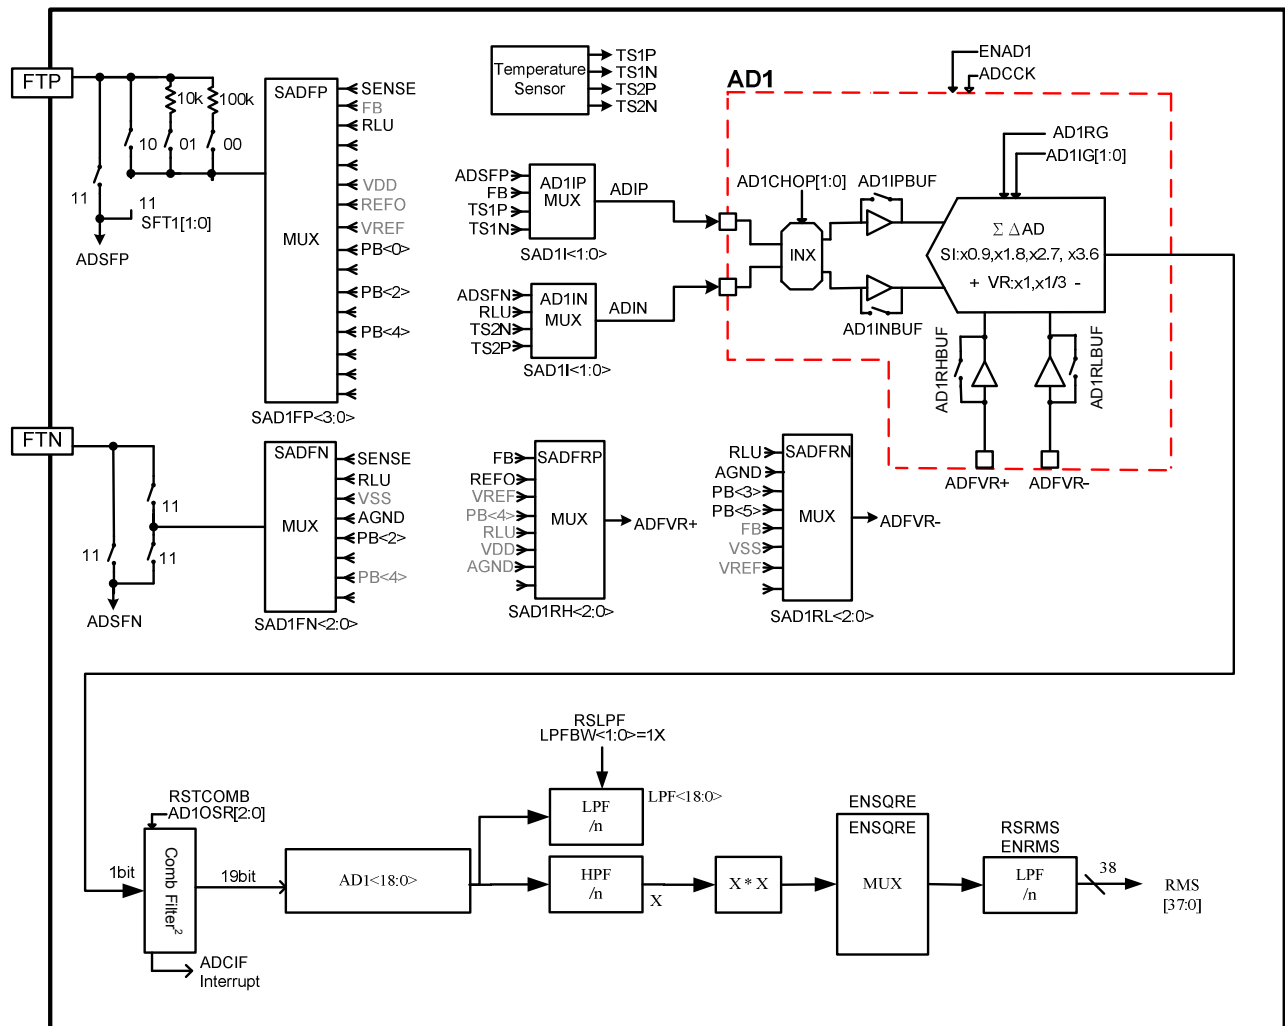 FTP
10k
100k
10
01
00
11
11
SFT1[1:0]
ADSFP
SADFP
MUX
SENSE
FB
RLU
VDD
REFO
VREF
PB<0>
PB<2>
PB<4>
SAD1FP<3:0>
Temperature
Sensor
TS1P
TS1N
TS2P
TS2N
ADSFP
FB
TS1P
TS1N
AD1IP
MUX
SAD1I<1:0>
ADIP
ADSFN
RLU
TS2N
TS2P
AD1IN
MUX
SAD1I<1:0>
ADIN
AD1
ENAD1
ADCCK
AD1RG
AD1IG[1:0]
AD1CHOP[1:0]
INX
AD1IPBUF
AD1INBUF
Σ ΔAD
SI:x0.9,x1.8,x2.7, x3.6
+ VR:x1,x1/3 -
AD1RHBUF
AD1RLBUF
ADFVR+
ADFVR-
FTN
11
11
11
ADSFN
SADFN
MUX
SENSE
RLU
VSS
AGND
PB<2>
PB<4>
SAD1FN<2:0>
FB
REFO
VREF
PB<4>
RLU
VDD
AGND
SADFRP
MUX
SAD1RH<2:0>
ADFVR+
RLU
AGND
PB<3>
PB<5>
FB
VSS
VREF
SADFRN
MUX
SAD1RL<2:0>
ADFVR-
RSLPF
LPFBW<1:0>=1X
LPF
/n
LPF<18:0>
RSTCOMB
AD1OSR[2:0]
1bit
Comb Filter2
19bit
ADCIF
Interrupt
AD1<18:0>
HPF
/n
X
X * X
ENSQRE
ENSQRE
MUX
RSRMS
ENRMS
LPF
/n
38
RMS
[37:0]